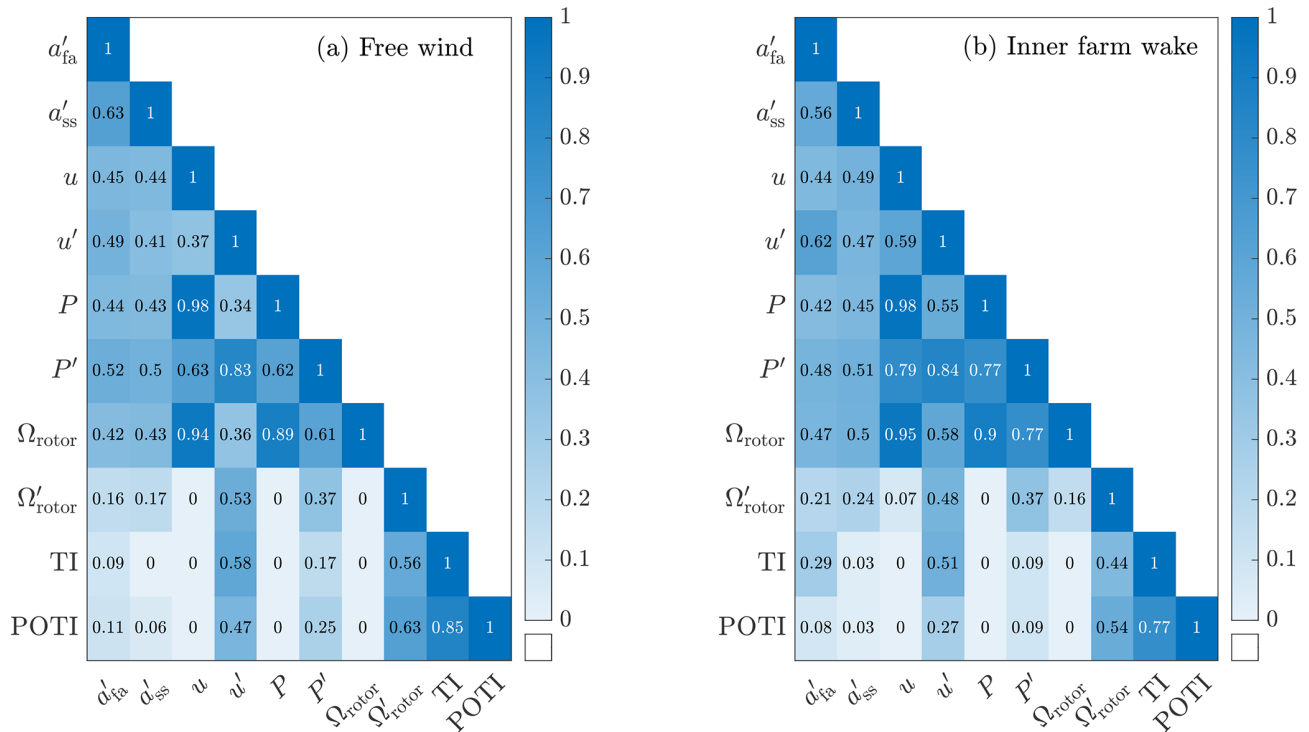 (a) Free wind
a′fa 1
a′ss 0.63 1
u 0.45 0.44 1
u′ 0.49 0.41 0.37 1
P 0.44 0.43 0.98 0.34 1
P′ 0.52 0.5 0.63 0.83 0.62 1
Ωrotor 0.42 0.43 0.94 0.36 0.89 0.61 1
Ω′rotor 0.16 0.17 0 0.53 0 0.37 0 1
TI 0.09 0 0 0.58 0 0.17 0 0.56 1
POTI 0.11 0.06 0 0.47 0 0.25 0 0.63 0.85 1
a′fa a′ss u u′ P P′ Ωrotor Ω′rotor TI POTI
1
0.9
0.8
0.7
0.6
0.5
0.4
0.3
0.2
0.1
0
(b) Inner farm wake
a′fa 1
a′ss 0.56 1
u 0.44 0.49 1
u′ 0.62 0.47 0.59 1
P 0.42 0.45 0.98 0.55 1
P′ 0.48 0.51 0.79 0.84 0.77 1
Ωrotor 0.47 0.5 0.95 0.58 0.9 0.77 1
Ω′rotor 0.21 0.24 0.07 0.48 0 0.37 0.16 1
TI 0.29 0.03 0 0.51 0 0.09 0 0.44 1
POTI 0.08 0.03 0 0.27 0 0.09 0 0.54 0.77 1
a′fa a′ss u u′ P P′ Ωrotor Ω′rotor TI POTI
1
0.9
0.8
0.7
0.6
0.5
0.4
0.3
0.2
0.1
0